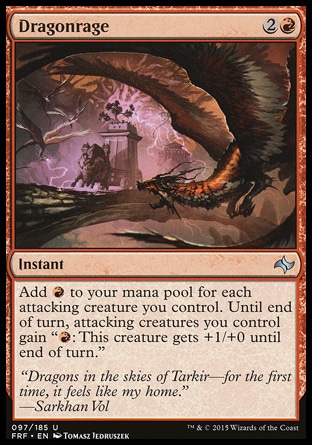 Dragonrage 2
Instant
Add to your mana pool for each
attacking creature you control. Until end
of turn, attacking creatures you control
gain “: This creature gets +1/+0 until
end of turn.”
“Dragons in the skies of Tarkir—for the first
time, it feels like my home.”
—Sarkhan Vol
097/185 U
FRF • EN Tomasz Jedruszek ™ & © 2015 Wizards of the Coast